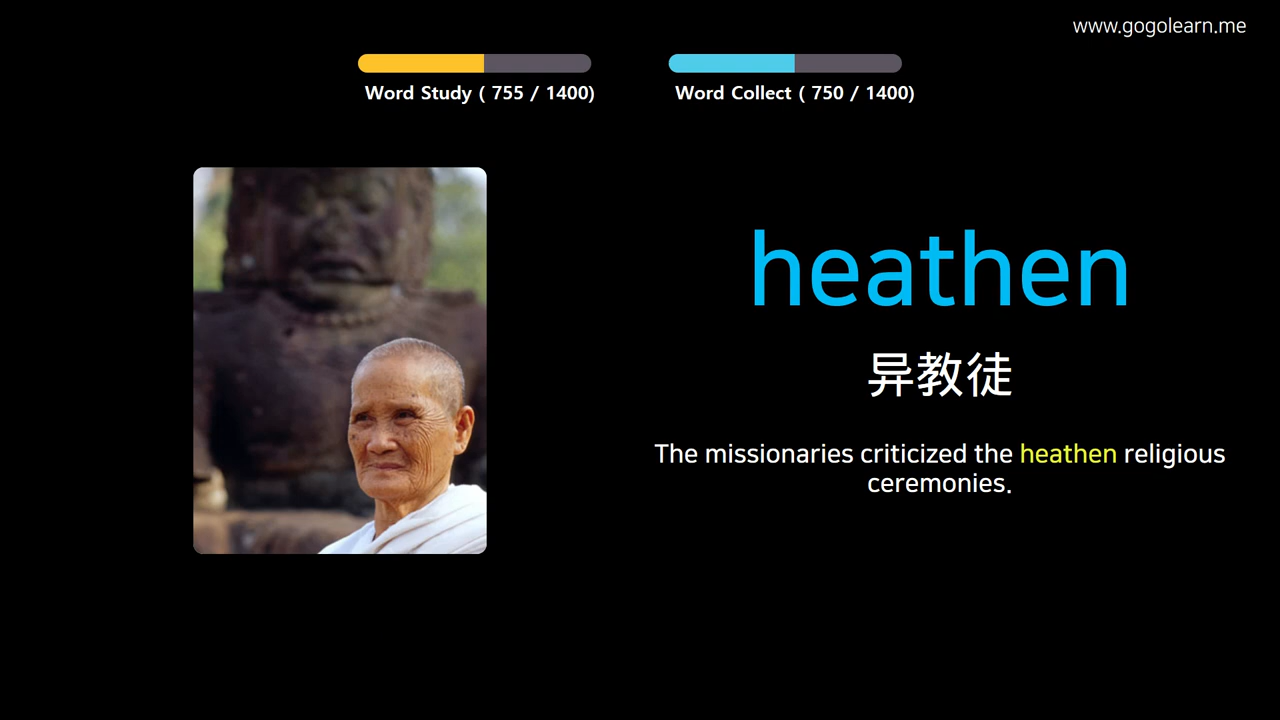 www.gogolearn.me
Word Study ( 755 / 1400)
Word Collect ( 750 / 1400)
heathen
异教徒
The missionaries criticized the heathen religious
ceremonies.